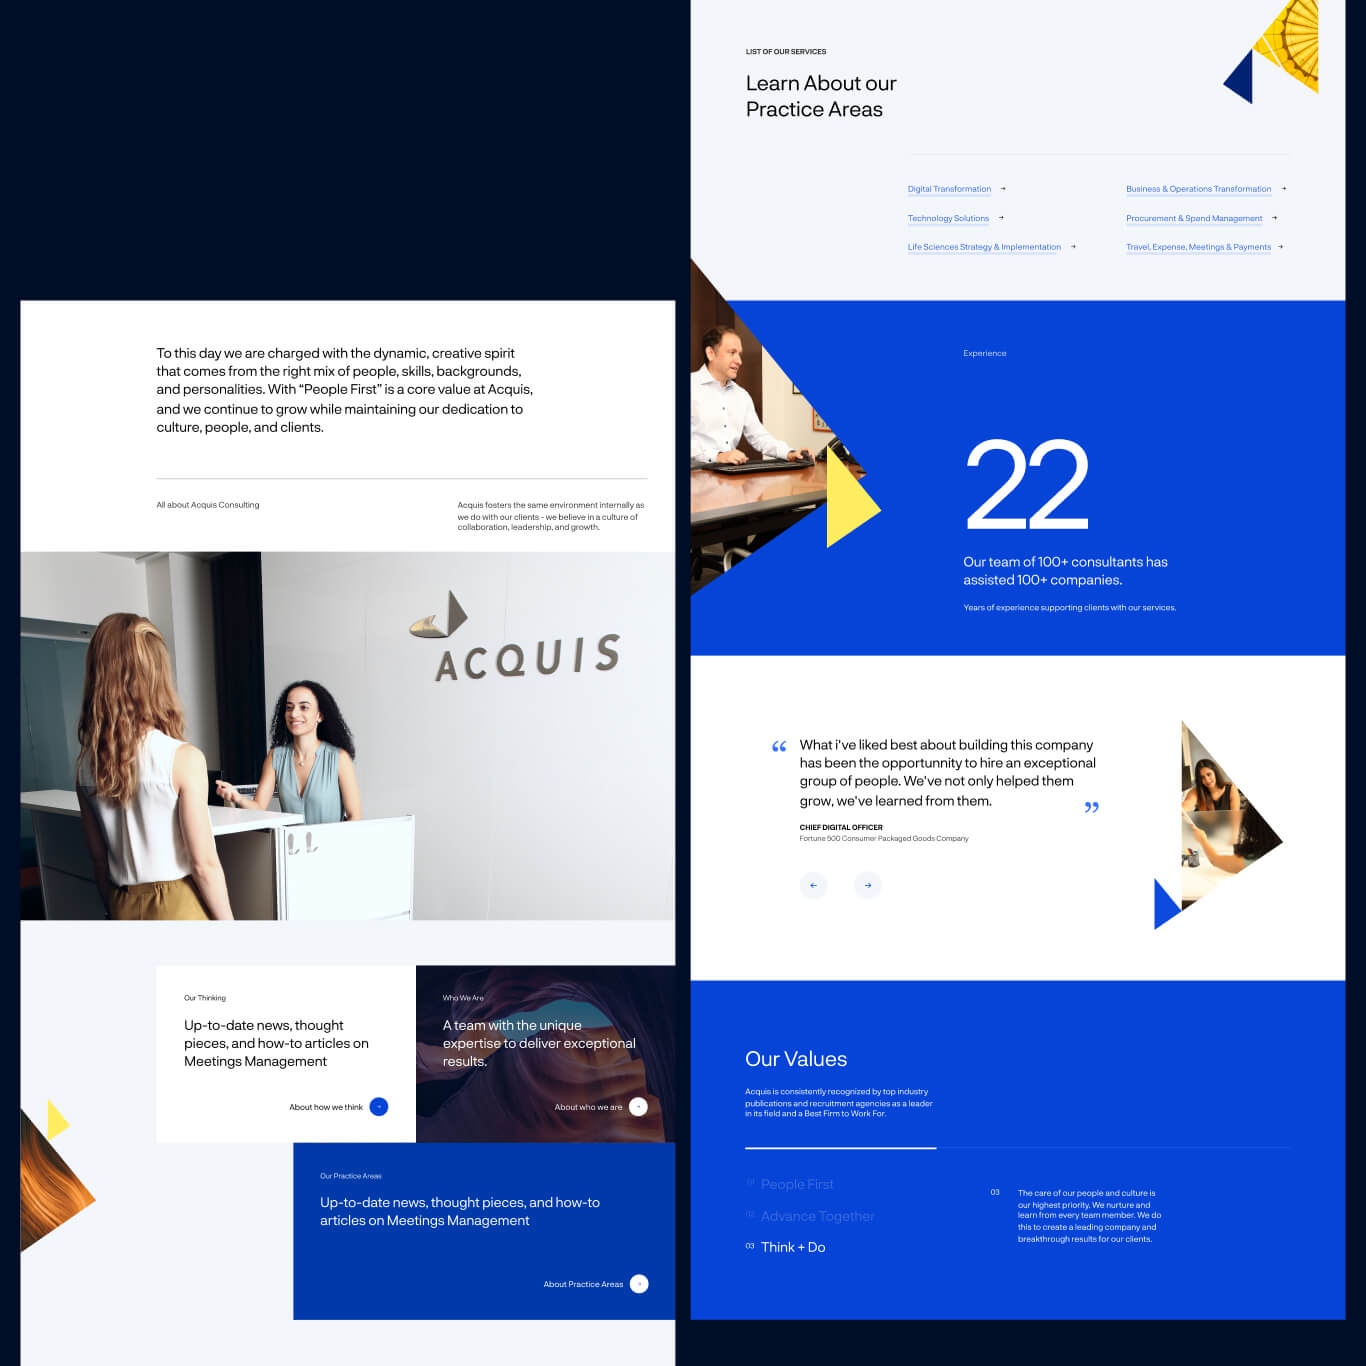 To this day we are charged with the dynamic, creative spirit
that comes from the right mix of people, skills, backgrounds,
and personalities. With “People First” is a core value at Acquis,
and we continue to grow while maintaining our dedication to
culture, people, and clients.
All about Acquis Consulting
Acquis fosters the same environment internally as
we do with our clients - we believe in a culture of
collaboration, leadership, and growth.
ACQUIS
Our Thinking
Up-to-date news, thought
pieces, and how-to articles on
Meetings Management
About how we think
Who We Are
A team with the unique
expertise to deliver exceptional
results.
About who we are
Our Practice Areas
Up-to-date news, thought pieces, and how-to
articles on Meetings Management
About Practice Areas
LIST OF OUR SERVICES
Learn About our
Practice Areas
Digital Transformation →
Business & Operations Transformation →
Technology Solutions →
Procurement & Spend Management →
Life Sciences Strategy & Implementation →
Travel, Expense, Meetings & Payments →
Experience
22
Our team of 100+ consultants has
assisted 100+ companies.
Years of experience supporting clients with our services.
“ What i’ve liked best about building this company
has been the opportunnity to hire an exceptional
group of people. We’ve not only helped them
grow, we’ve learned from them. ”
CHIEF DIGITAL OFFICER
Fortune 500 Consumer Packaged Goods Company
← →
Our Values
Acquis is consistently recognized by top industry
publications and recruitment agencies as a leader
in its field and a Best Firm to Work For.
01 People First
02 Advance Together
03 Think + Do
03 The care of our people and culture is
our highest priority. We nurture and
learn from every team member. We do
this to create a leading company and
breakthrough results for our clients.